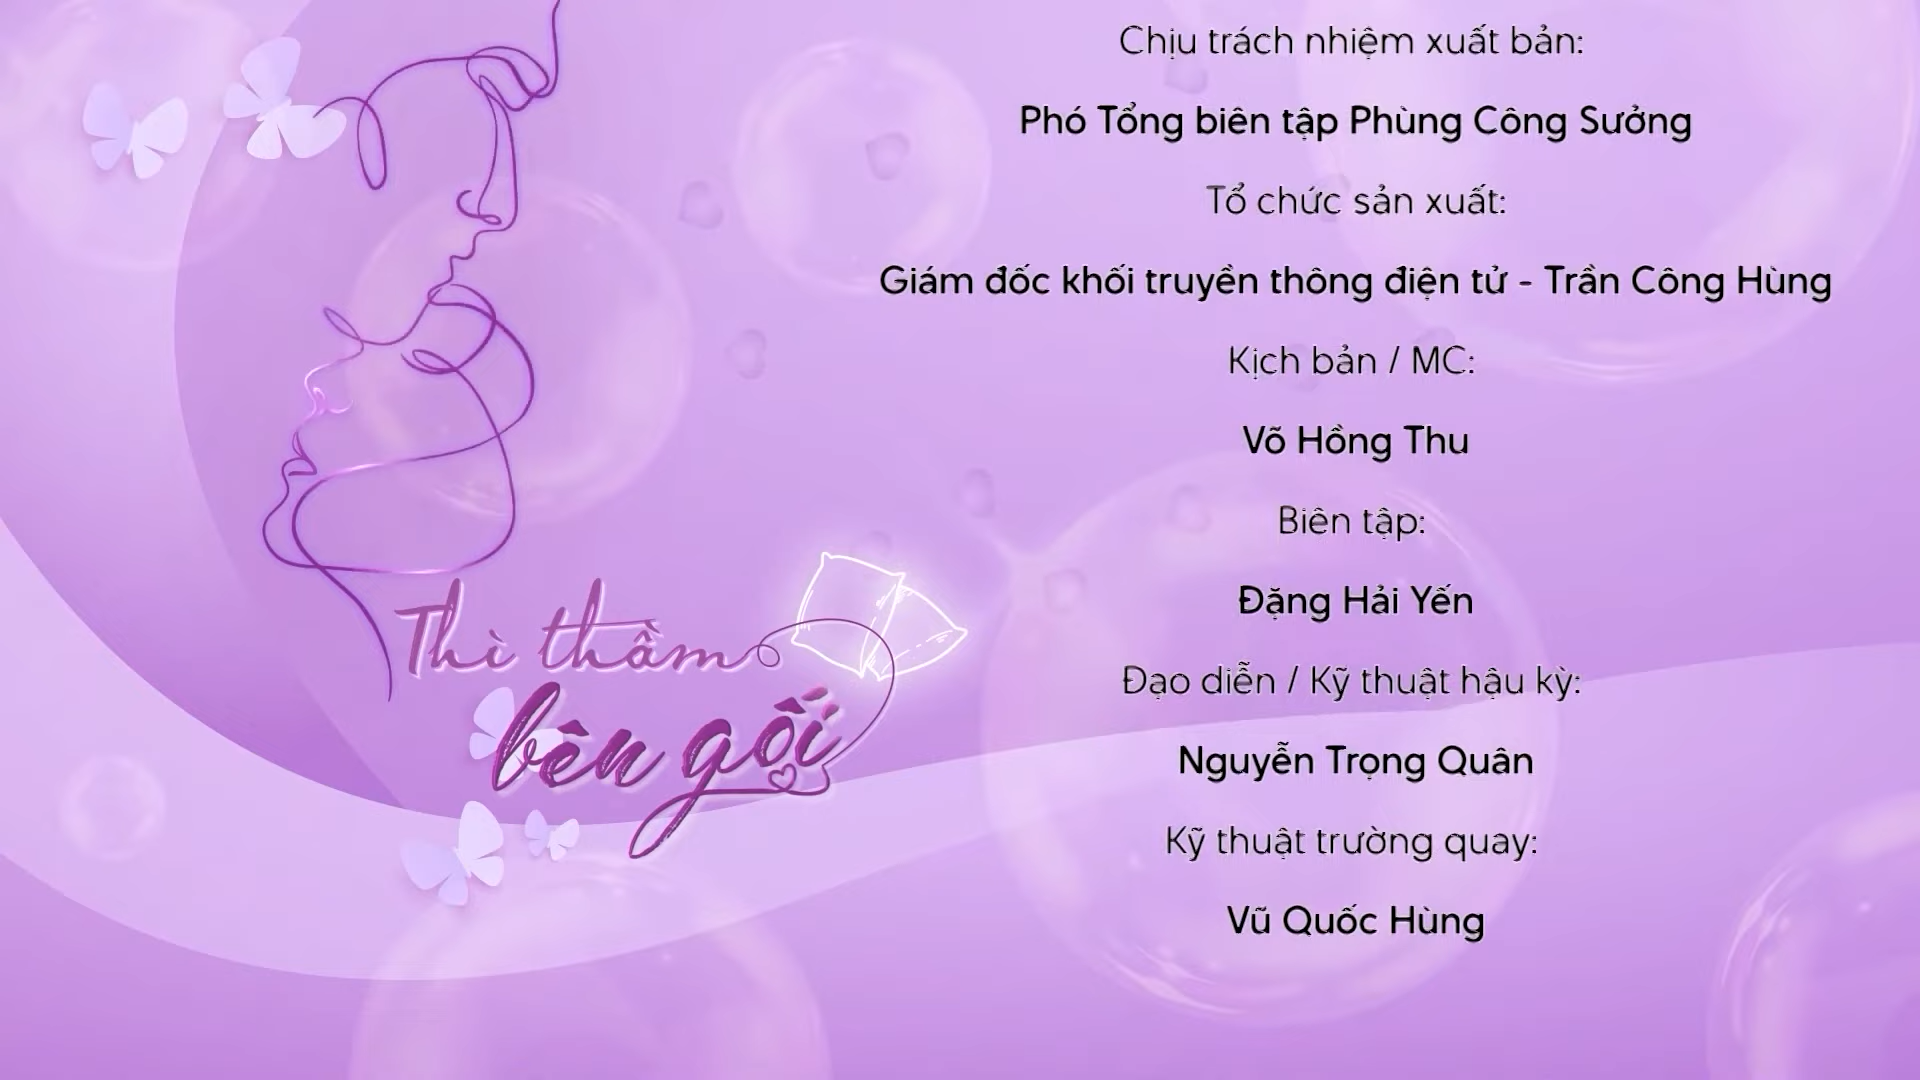 Chịu trách nhiệm xuất bản:
Phó Tổng biên tập Phùng Công Sưởng
Tổ chức sản xuất:
Giám đốc khối truyền thông điện tử - Trần Công Hùng
Kịch bản / MC:
Võ Hồng Thu
Biên tập:
Đặng Hải Yến
Đạo diễn / Kỹ thuật hậu kỳ:
Nguyễn Trọng Quân
Kỹ thuật trường quay:
Vũ Quốc Hùng
Thì thầm
bên gối